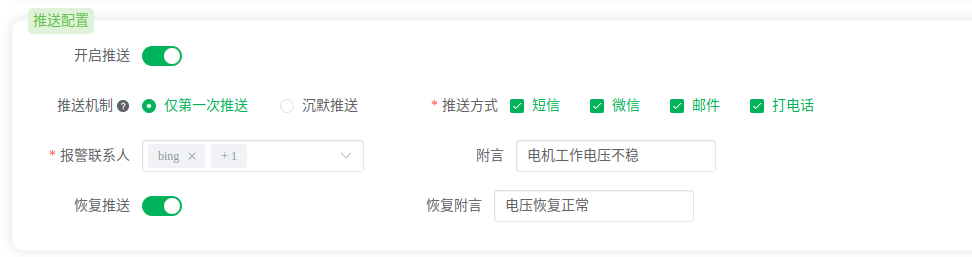 推送配置
开启推送
推送机制 ? 仅第一次推送 沉默推送 * 推送方式 短信 微信 邮件 打电话
* 报警联系人 bing × + 1 附言 电机工作电压不稳
恢复推送 恢复附言 电压恢复正常